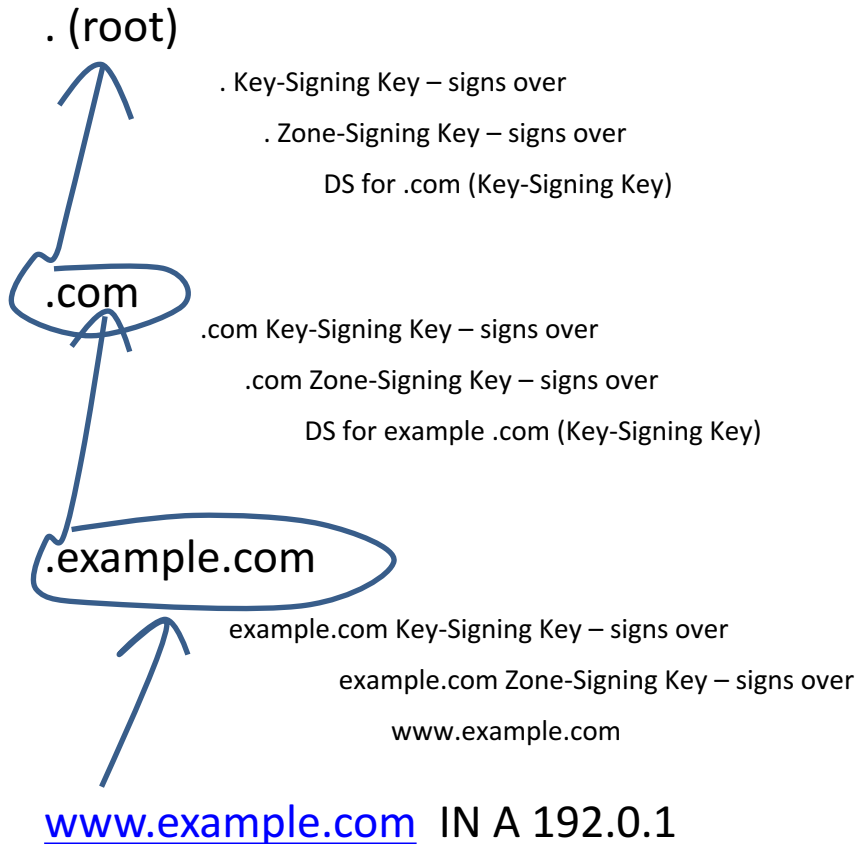 . (root)
. Key-Signing Key – signs over
. Zone-Signing Key – signs over
DS for .com (Key-Signing Key)
.com
.com Key-Signing Key – signs over
.com Zone-Signing Key – signs over
DS for example .com (Key-Signing Key)
.example.com
example.com Key-Signing Key – signs over
example.com Zone-Signing Key – signs over
www.example.com
www.example.com IN A 192.0.1